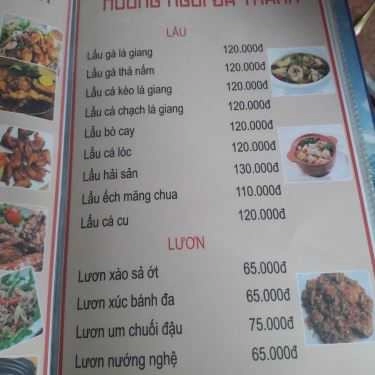 HƯƠNG NGUỒN ĐÁ THÀNH
LẨU
Lẩu gà lá giang 120.000đ
Lẩu gà thả nấm 120.000đ
Lẩu cá kèo lá giang 120.000đ
Lẩu cá chạch lá giang 120.000đ
Lẩu bò cay 120.000đ
Lẩu cá lóc 120.000đ
Lẩu hải sản 130.000đ
Lẩu ếch măng chua 110.000đ
Lẩu cá cu 120.000đ
LƯƠN
Lươn xào sả ớt 65.000đ
Lươn xúc bánh đa 65.000đ
Lươn um chuối đậu 75.000đ
Lươn nướng nghệ 65.000đ